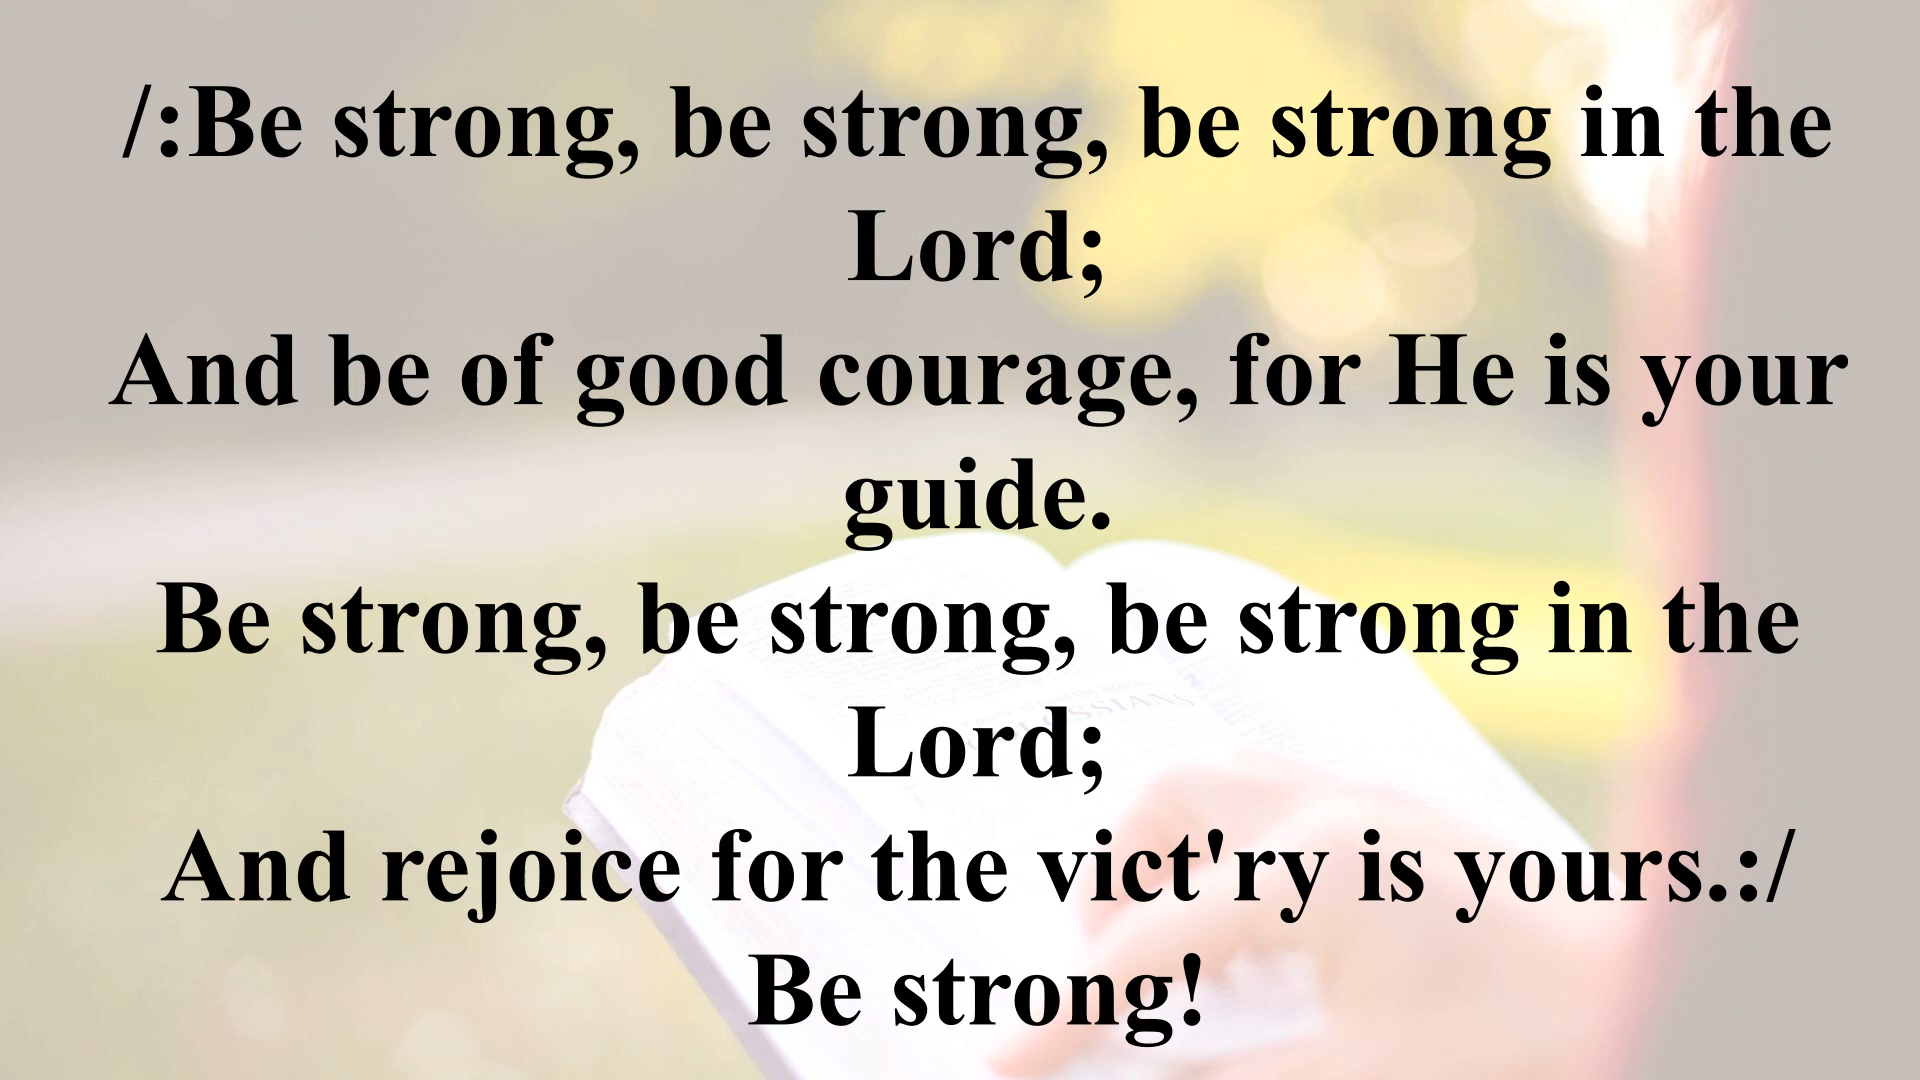 /:Be strong, be strong, be strong in the
Lord;
And be of good courage, for He is your
guide.
Be strong, be strong, be strong in the
Lord;
And rejoice for the vict'ry is yours.:/
Be strong!